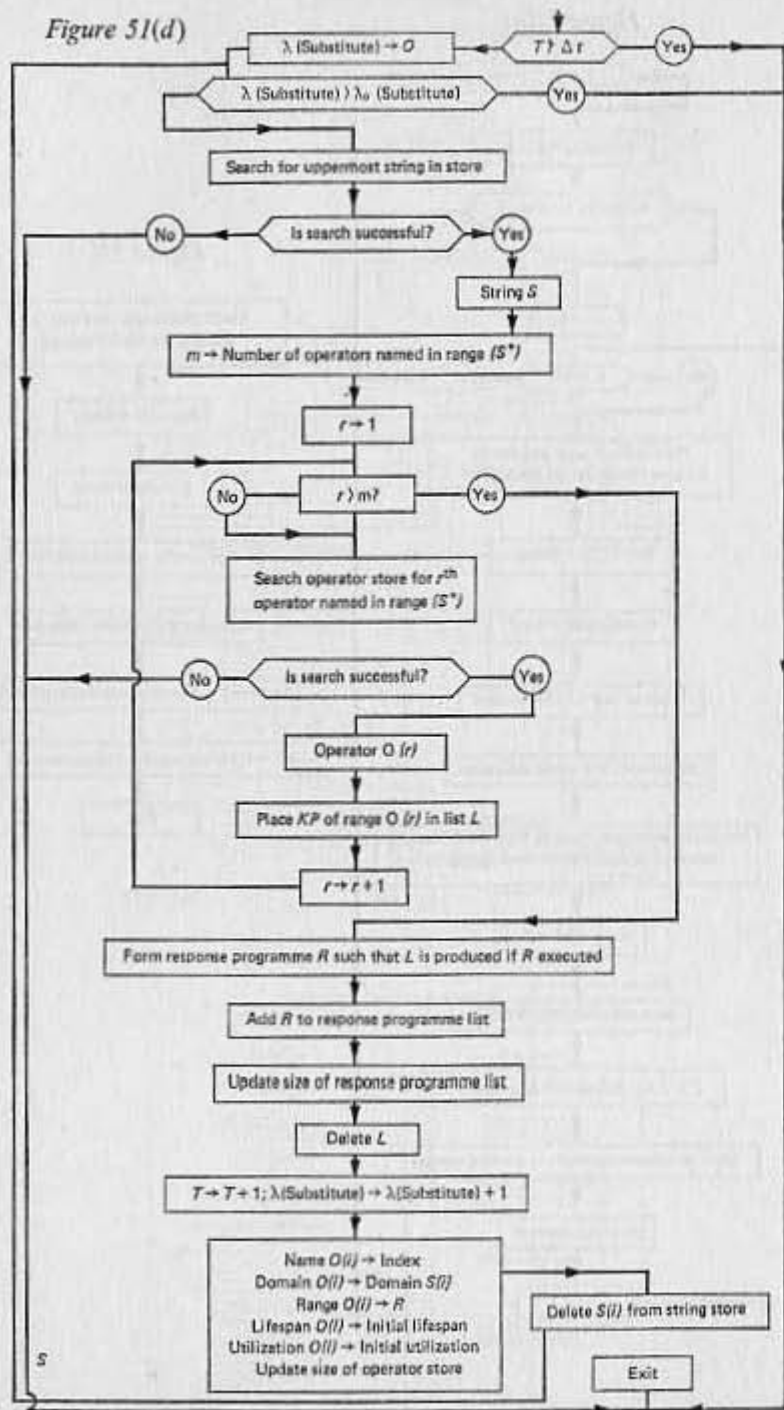 Figure 51(d)
λ (Substitute) → O
T ⟩ Δ r
Yes
λ (Substitute) ⟩ λ₀ (Substitute)
Yes
Search for uppermost string in store
No
Is search successful?
Yes
String S
m → Number of operators named in range (S*)
r → 1
No
r ⟩ m?
Yes
Search operator store for rth
operator named in range (S*)
No
Is search successful?
Yes
Operator O (r)
Place KP of range O (r) in list L
r → r + 1
Form response programme R such that L is produced if R executed
Add R to response programme list
Update size of response programme list
Delete L
T → T + 1; λ(Substitute) → λ(Substitute) + 1
Name O(i) → Index
Domain O(i) → Domain S(i)
Range O(i) → R
Lifespan O(i) → Initial lifespan
Utilization O(i) → Initial utilization
Update size of operator store
Delete S(i) from string store
S
Exit